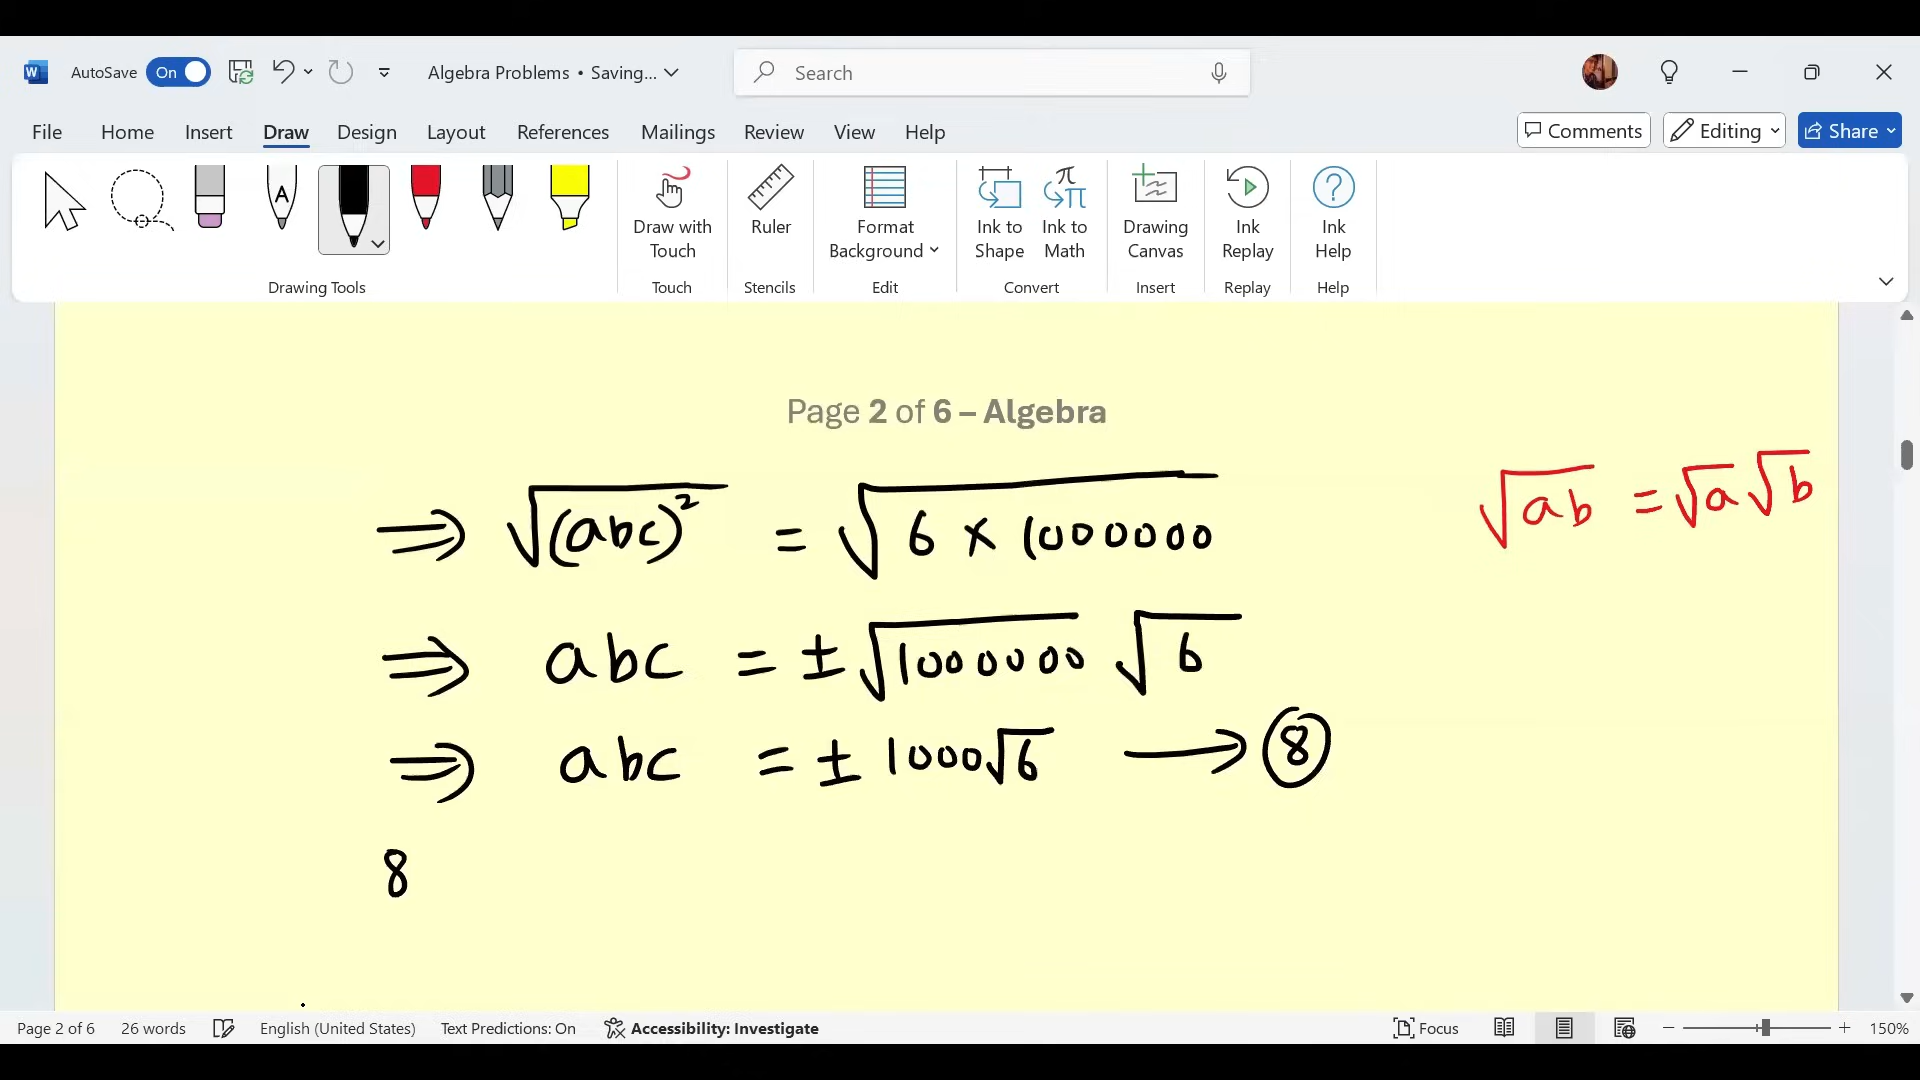 AutoSave On Algebra Problems • Saving... Search
File Home Insert Draw Design Layout References Mailings Review View Help Comments Editing Share
A
Draw with Touch
Ruler
Format Background
Ink to Shape
Ink to Math
Drawing Canvas
Ink Replay
Ink Help
Drawing Tools Touch Stencils Edit Convert Insert Replay Help
Page 2 of 6 – Algebra
⇒ √(abc)² = √6 × 1000000
√ab = √a √b
⇒ abc = ± √1000000 √6
⇒ abc = ± 1000√6 → ⑧
8
Page 2 of 6 26 words English (United States) Text Predictions: On Accessibility: Investigate Focus 150%